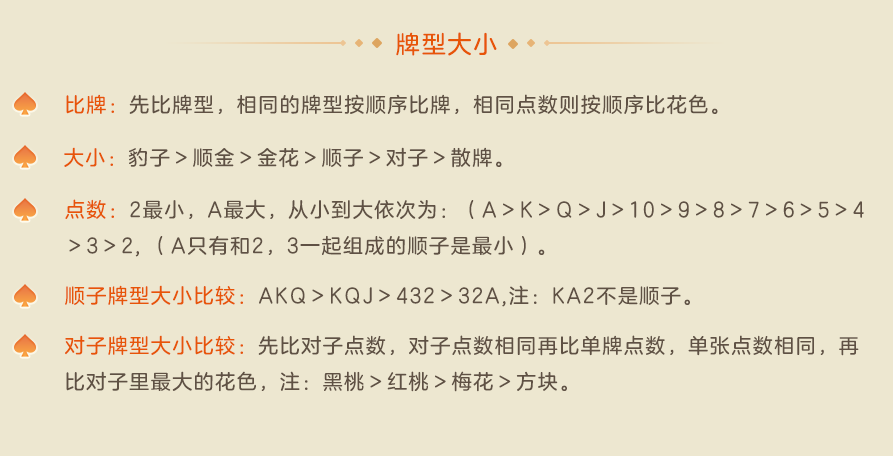 牌型大小
比牌：先比牌型，相同的牌型按顺序比牌，相同点数则按顺序比花色。
大小：豹子＞顺金＞金花＞顺子＞对子＞散牌。
点数：2最小，A最大，从小到大依次为：（A＞K＞Q＞J＞10＞9＞8＞7＞6＞5＞4
＞3＞2,（A只有和2，3一起组成的顺子是最小）。
顺子牌型大小比较：AKQ＞KQJ＞432＞32A,注：KA2不是顺子。
对子牌型大小比较：先比对子点数，对子点数相同再比单牌点数，单张点数相同，再
比对子里最大的花色，注：黑桃＞红桃＞梅花＞方块。